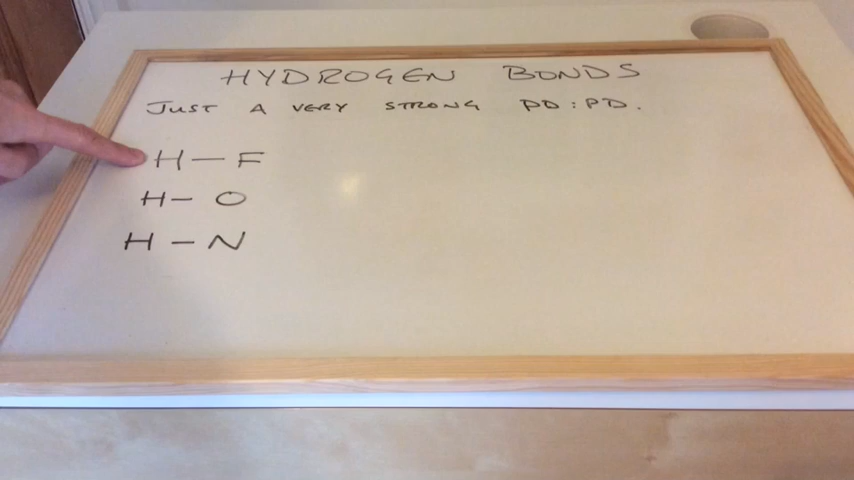 HYDROGEN BONDS
JUST A VERY STRONG PD:PD.
H—F
H—O
H—N